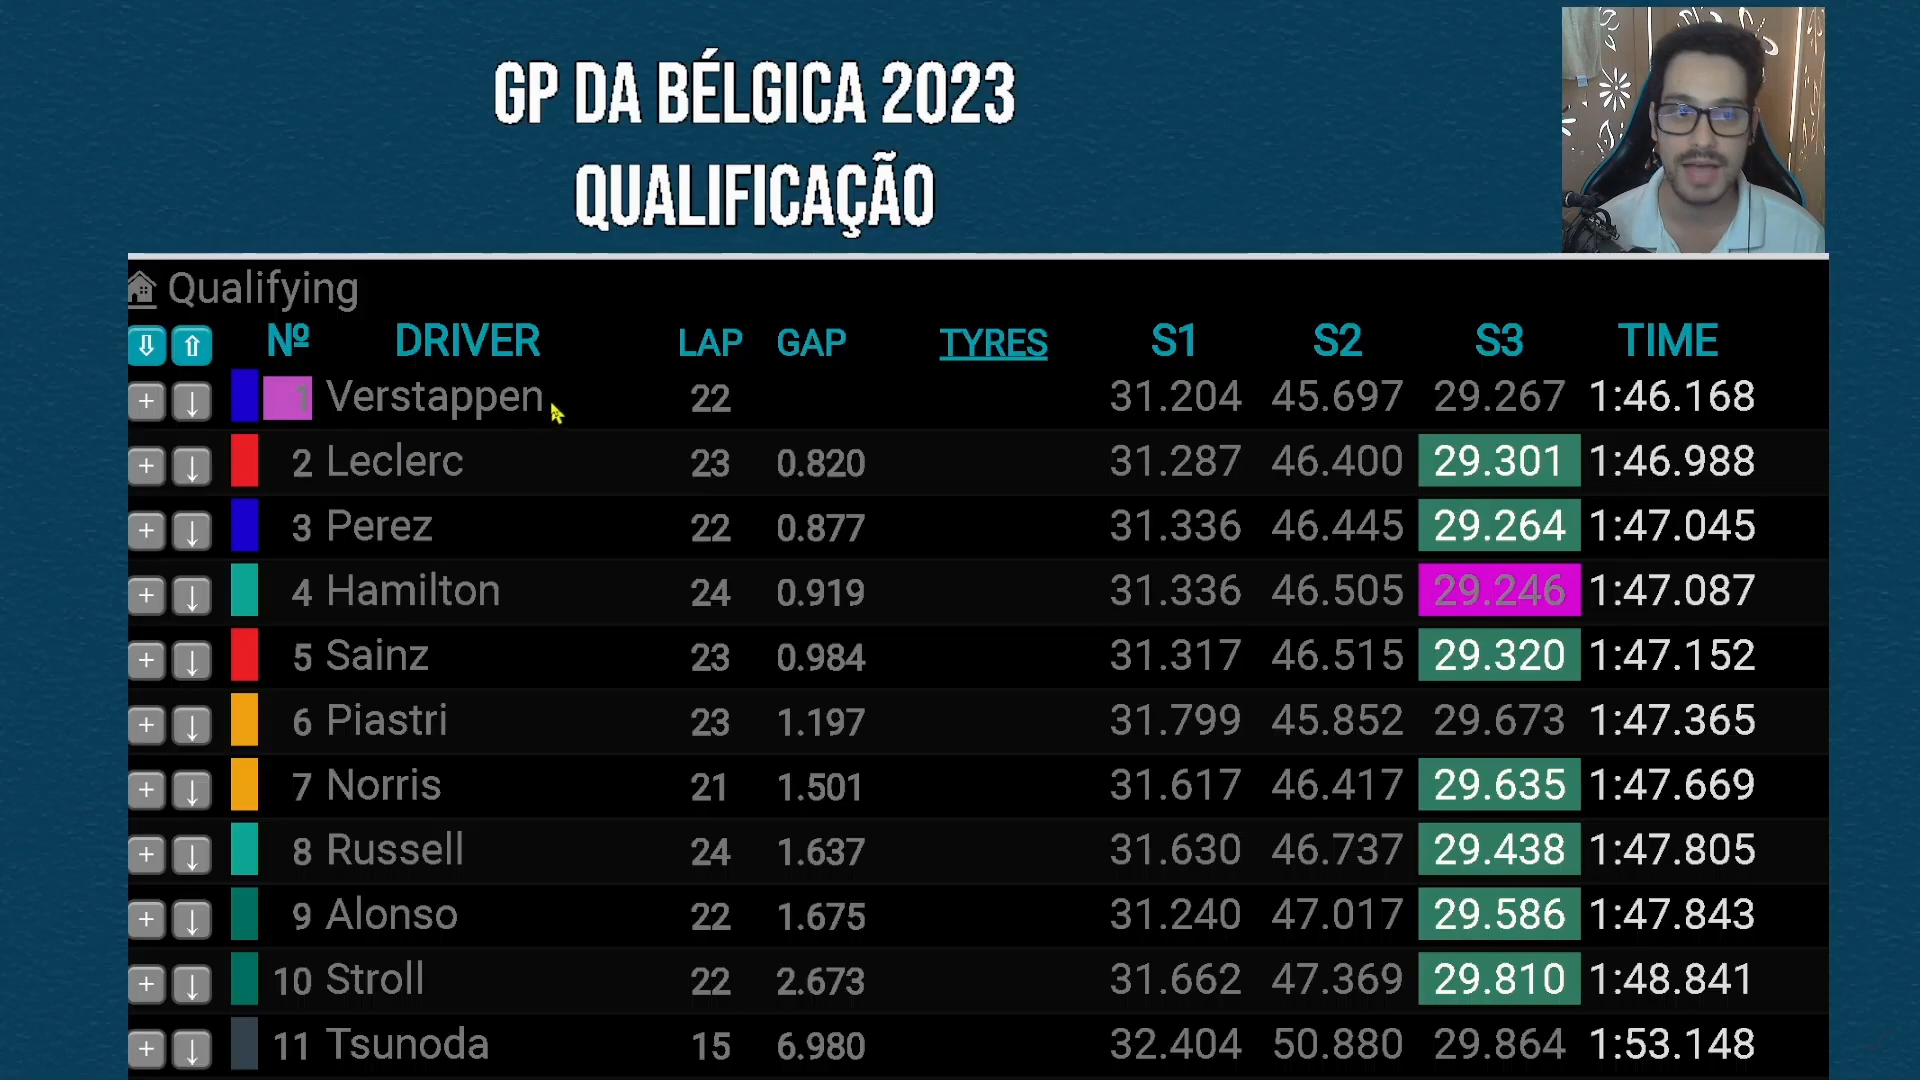 GP DA BÉLGICA 2023
QUALIFICAÇÃO
Qualifying
⇩ ⇧ Nº DRIVER LAP GAP TYRES S1 S2 S3 TIME
+ ↓ 1 Verstappen 22 31.204 45.697 29.267 1:46.168
+ ↓ 2 Leclerc 23 0.820 31.287 46.400 29.301 1:46.988
+ ↓ 3 Perez 22 0.877 31.336 46.445 29.264 1:47.045
+ ↓ 4 Hamilton 24 0.919 31.336 46.505 29.246 1:47.087
+ ↓ 5 Sainz 23 0.984 31.317 46.515 29.320 1:47.152
+ ↓ 6 Piastri 23 1.197 31.799 45.852 29.673 1:47.365
+ ↓ 7 Norris 21 1.501 31.617 46.417 29.635 1:47.669
+ ↓ 8 Russell 24 1.637 31.630 46.737 29.438 1:47.805
+ ↓ 9 Alonso 22 1.675 31.240 47.017 29.586 1:47.843
+ ↓ 10 Stroll 22 2.673 31.662 47.369 29.810 1:48.841
+ ↓ 11 Tsunoda 15 6.980 32.404 50.880 29.864 1:53.148